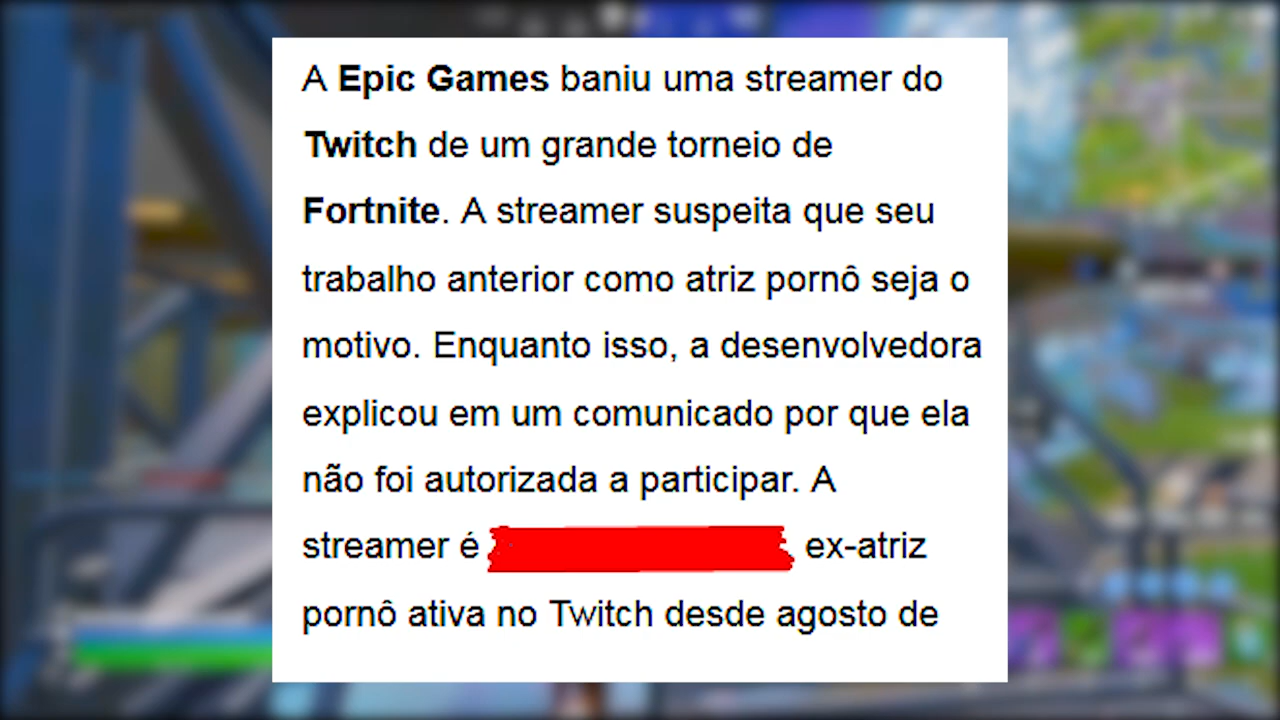 A Epic Games baniu uma streamer do
Twitch de um grande torneio de
Fortnite. A streamer suspeita que seu
trabalho anterior como atriz pornô seja o
motivo. Enquanto isso, a desenvolvedora
explicou em um comunicado por que ela
não foi autorizada a participar. A
streamer é ex-atriz
pornô ativa no Twitch desde agosto de